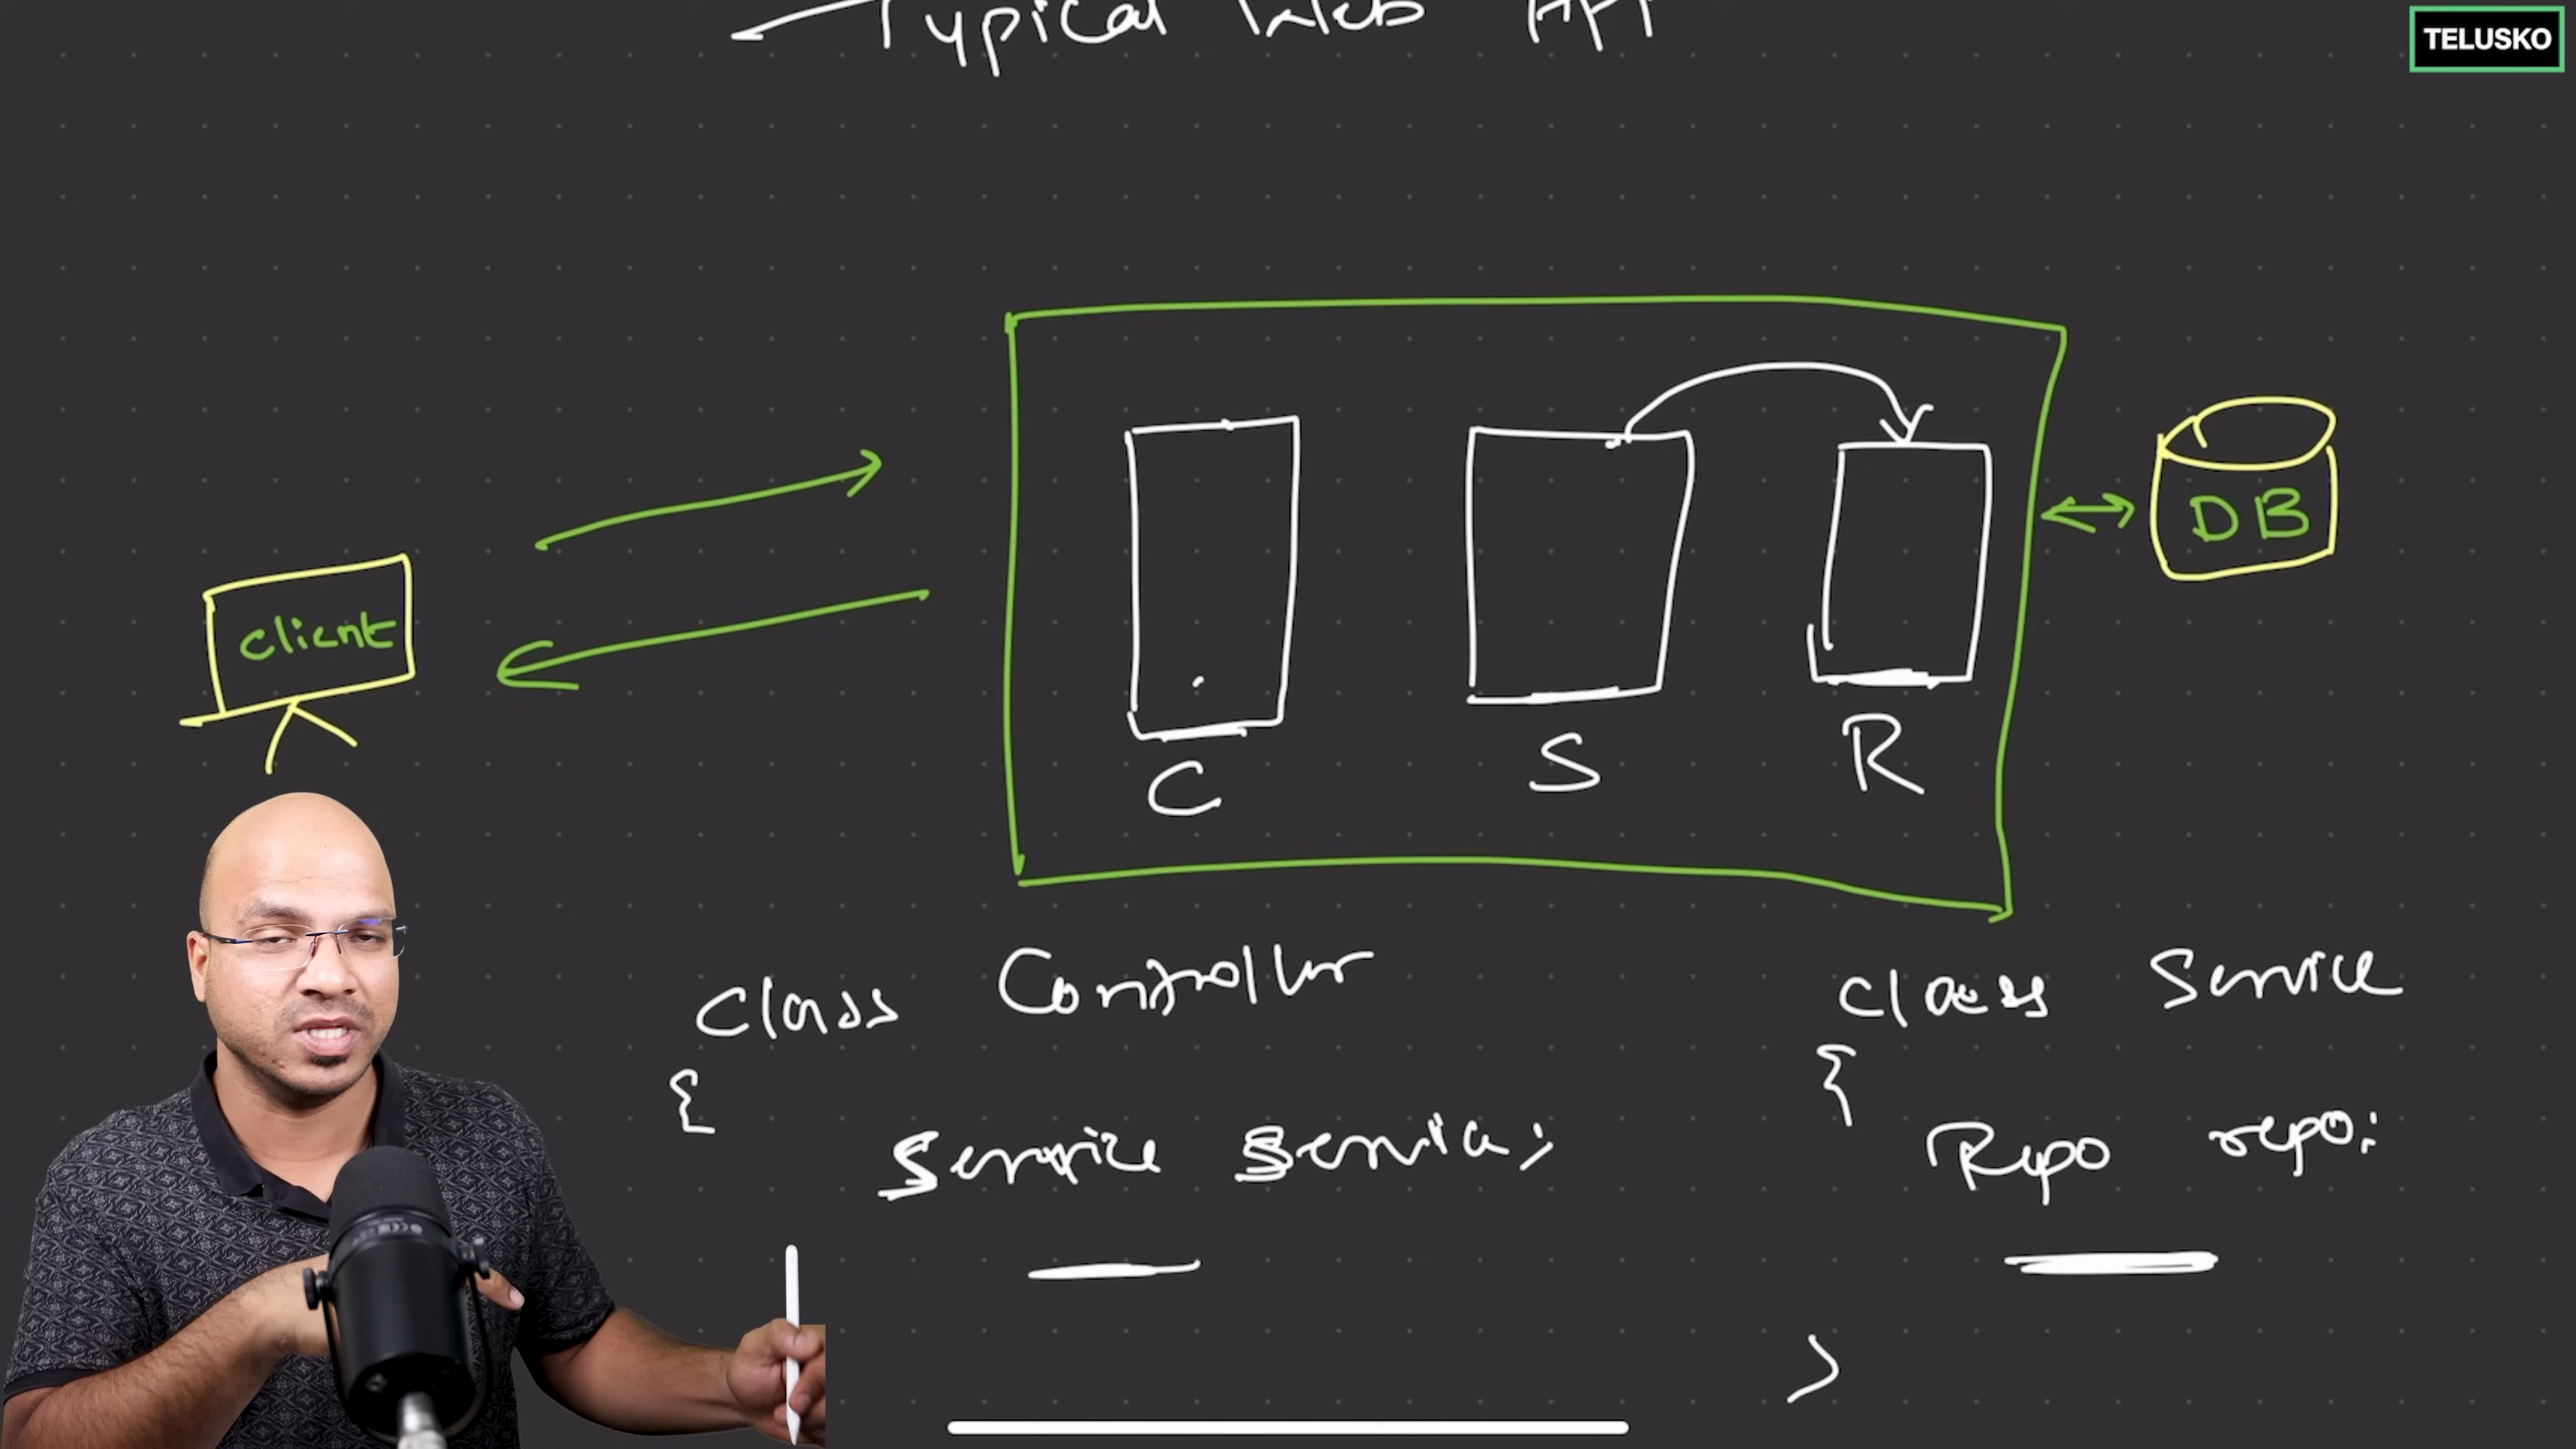 Typical Web API
TELUSKO
client
DB
C
S
R
Class Controller
{
Service Service;
class Service
{
Repo repo;
}